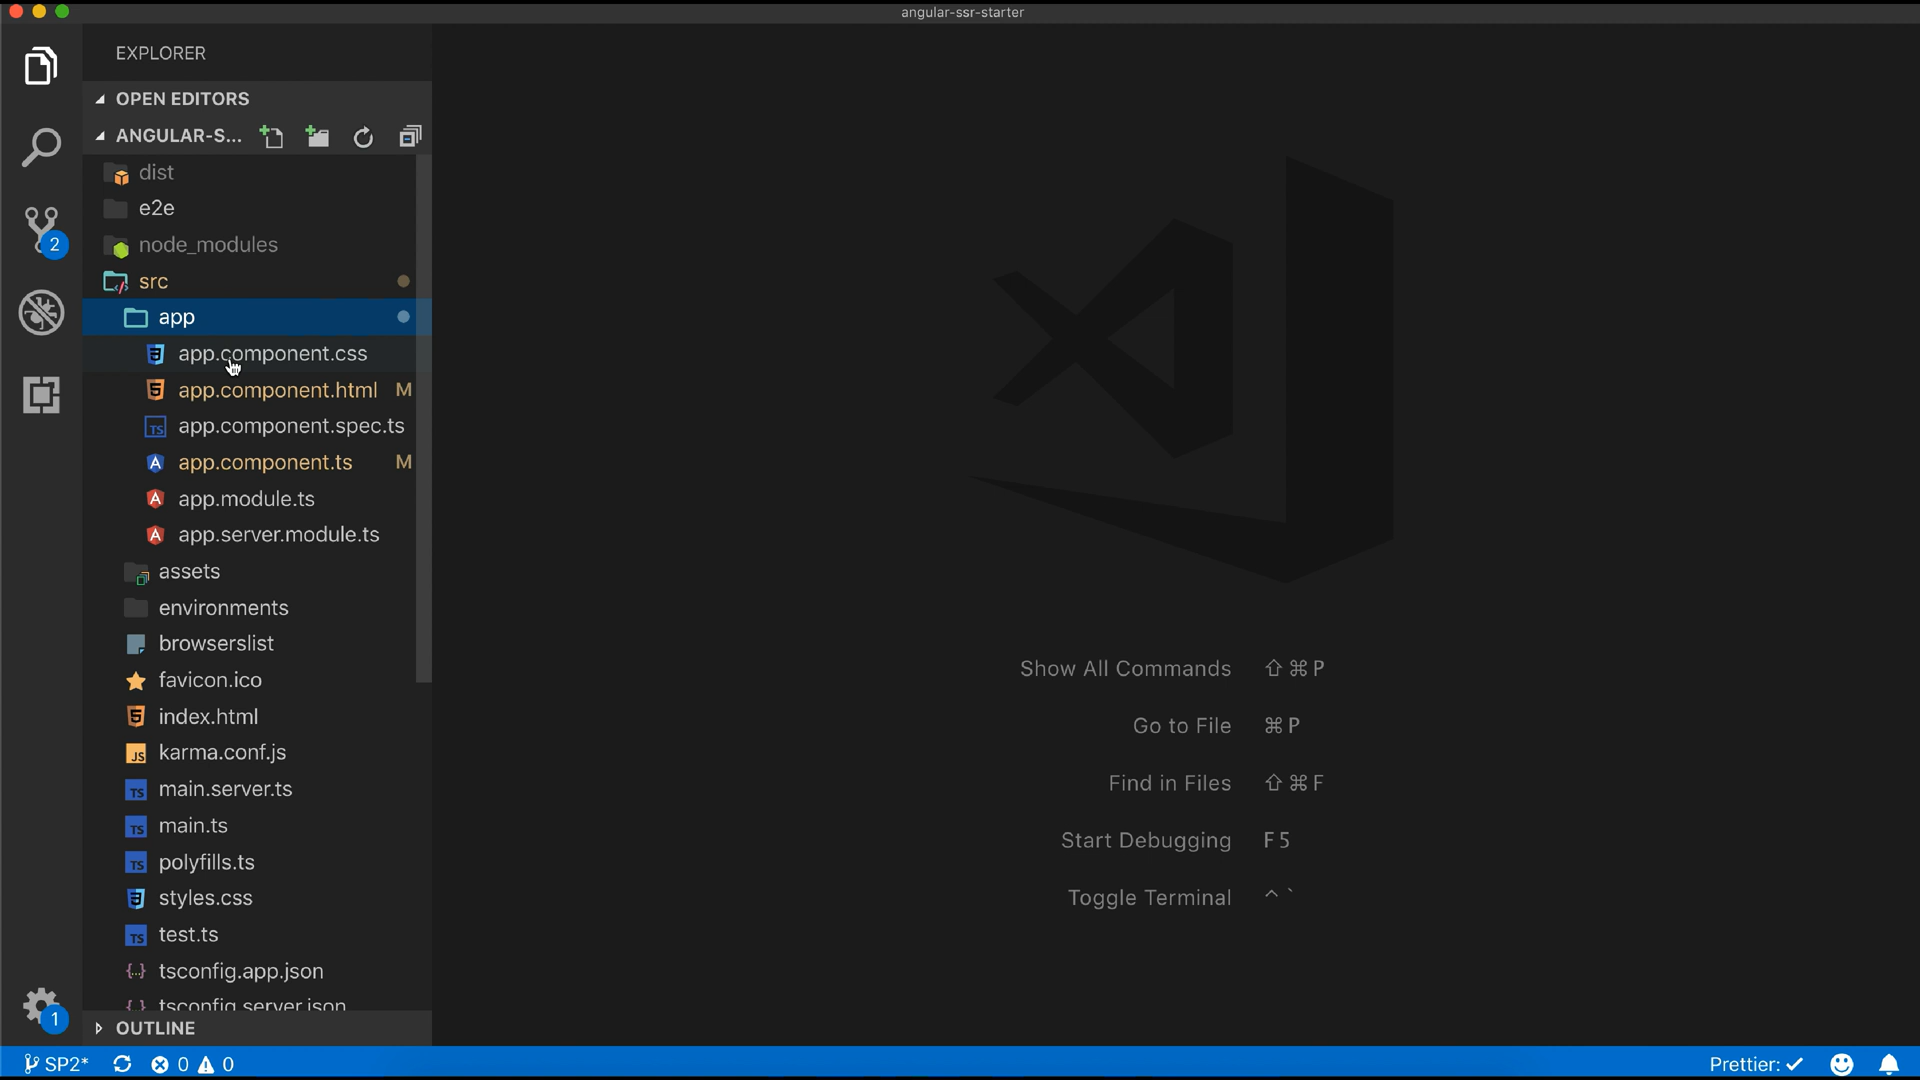 angular-ssr-starter
EXPLORER
OPEN EDITORS
ANGULAR-S...
dist
e2e
node_modules
src
app
app.component.css
app.component.html M
app.component.spec.ts
app.component.ts M
app.module.ts
app.server.module.ts
assets
environments
browserslist
favicon.ico
index.html
karma.conf.js
main.server.ts
main.ts
polyfills.ts
styles.css
test.ts
tsconfig.app.json
tsconfig.server.json
OUTLINE
2
1
Show All Commands ⇧⌘P
Go to File ⌘P
Find in Files ⇧⌘F
Start Debugging F5
Toggle Terminal ^`
SP2* 0 0 Prettier: ✓